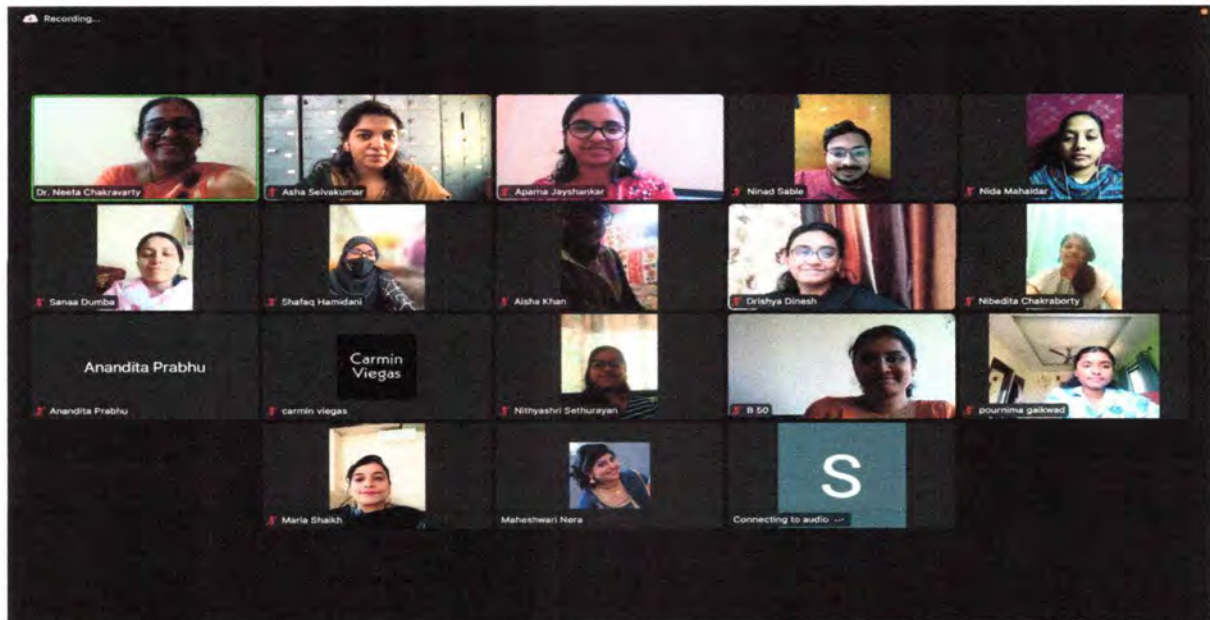 Recording...
Dr. Neeta Chakravarty
Asha Selvakumar
Aparna Jayshankar
Ninad Sable
Nida Mahaldar
Sanaa Dumba
Shafaq Hamidani
Aisha Khan
Drishya Dinesh
Nibedita Chakraborty
Anandita Prabhu
Anandita Prabhu
Carmin
Viegas
carmin viegas
Nithyashri Sethurayan
B 50
pournima gaikwad
Maria Shaikh
Maheshwari Nera
S
Connecting to audio ...